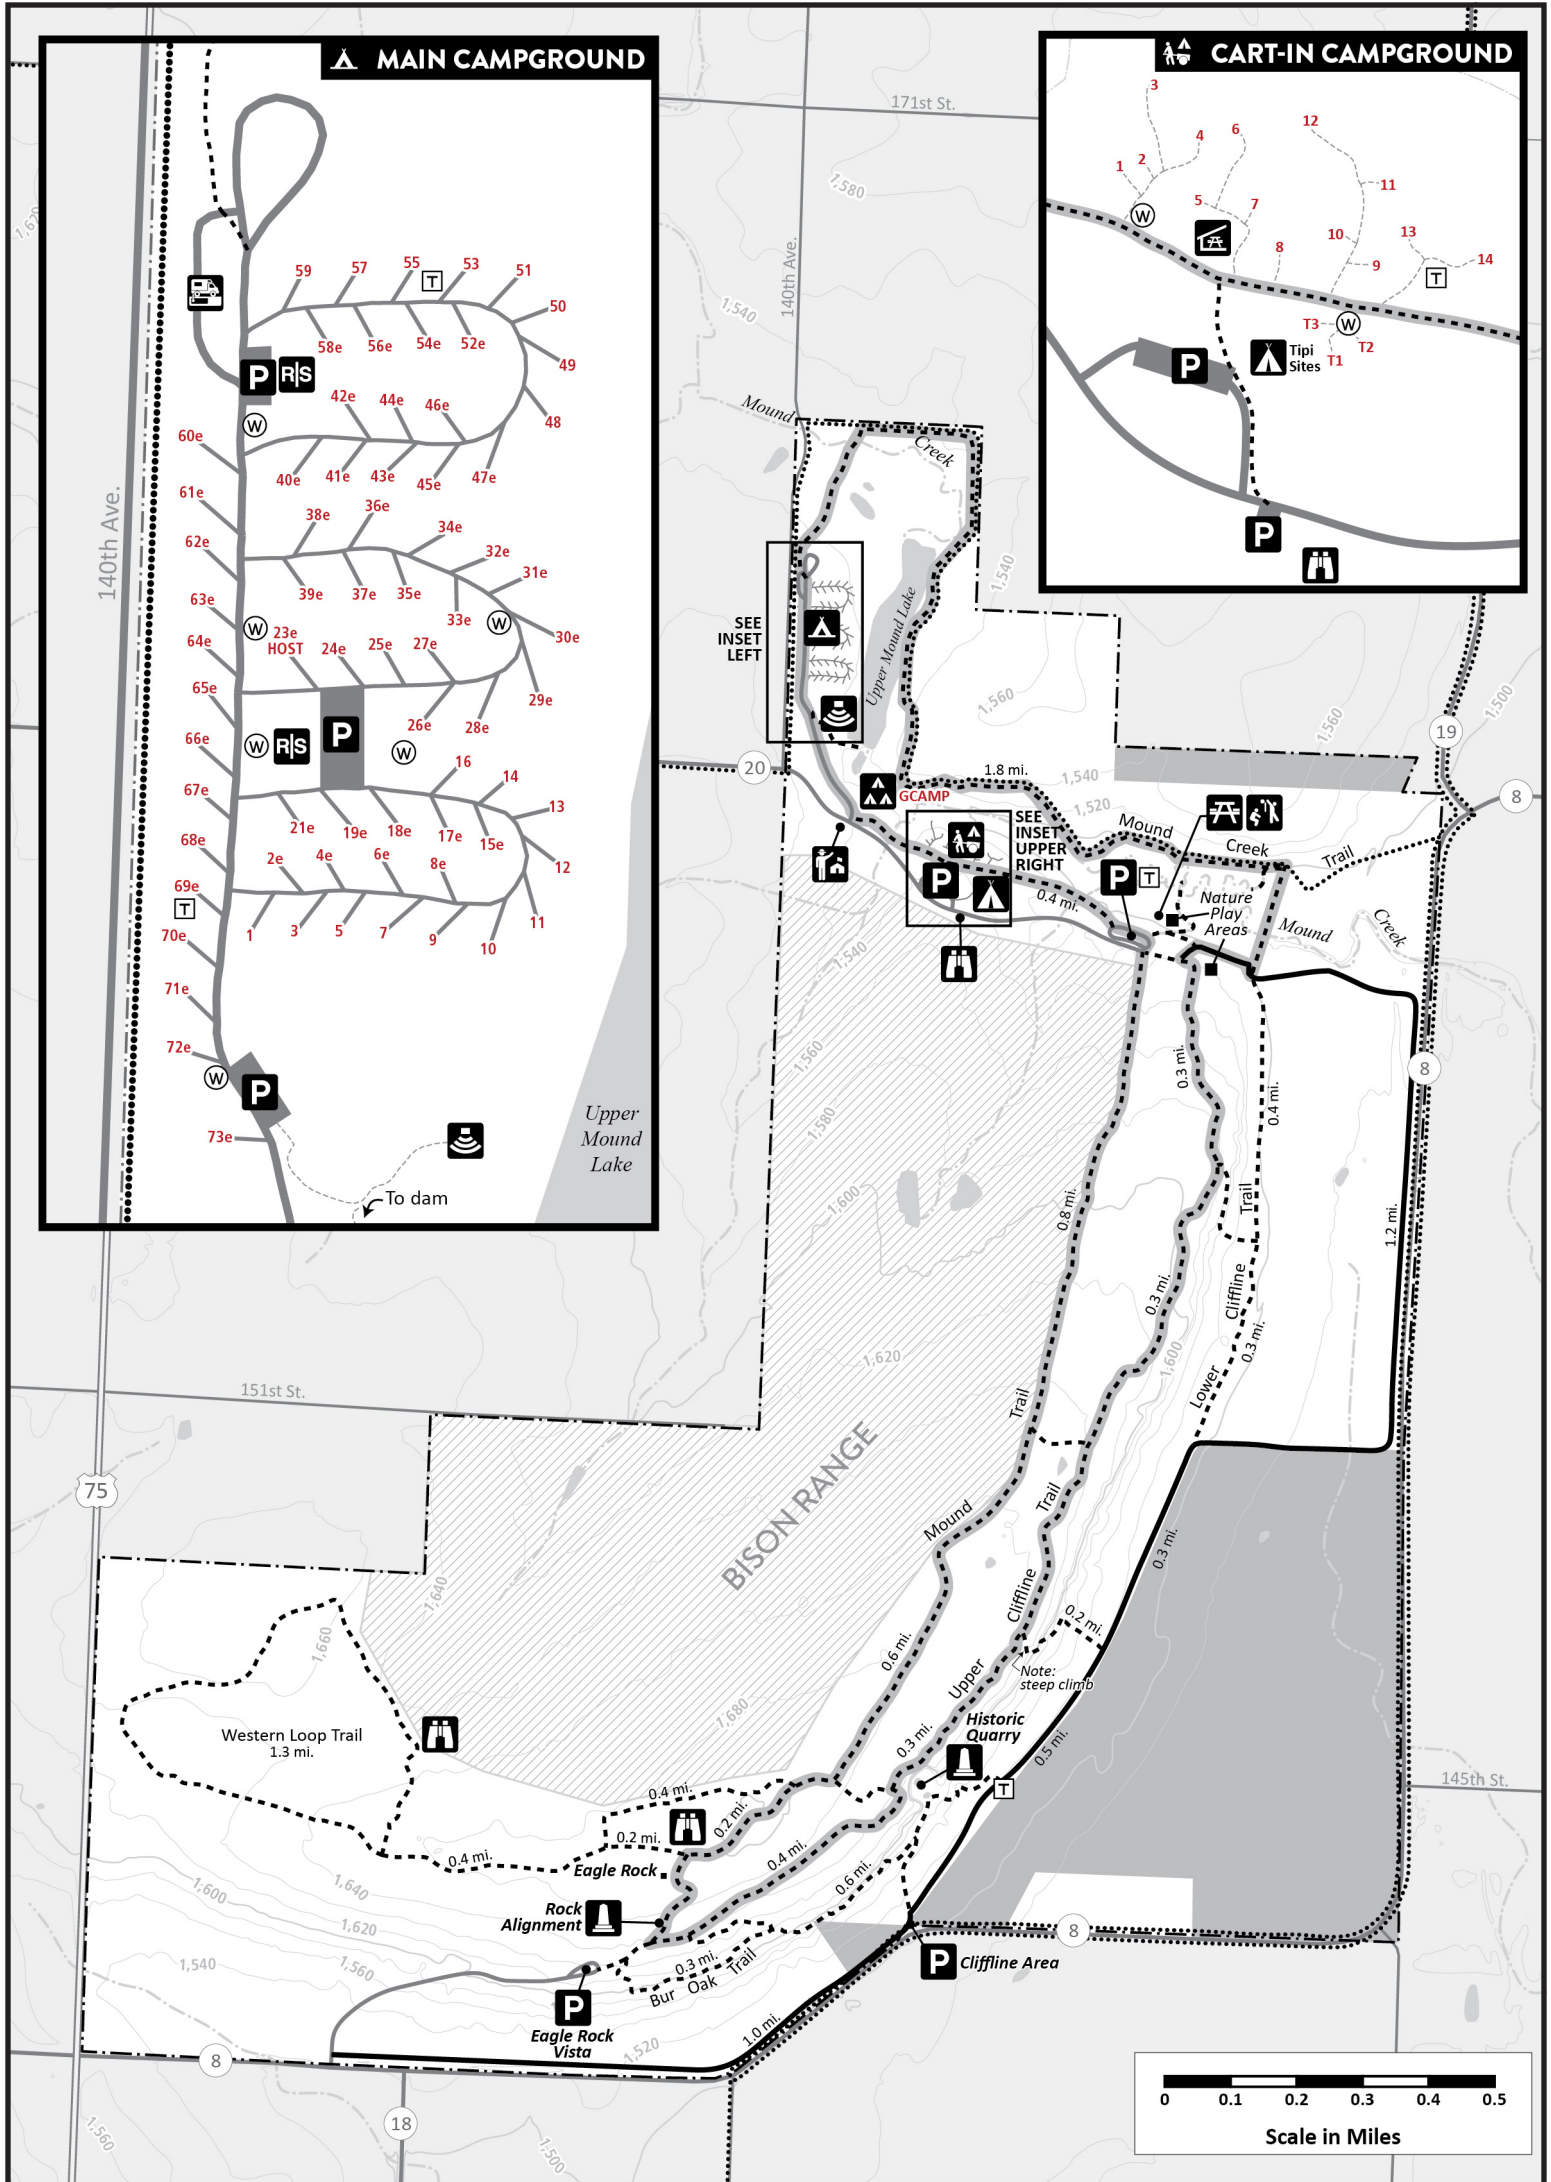 MAIN CAMPGROUND
140th Ave.
59
57
55
T
53
51
50
49
48
58e
56e
54e
52e
P
R|S
W
42e
44e
46e
40e
41e
43e
45e
47e
60e
61e
62e
63e
64e
65e
66e
67e
68e
69e
T
70e
71e
72e
W
P
73e
38e
36e
34e
32e
31e
30e
39e
37e
35e
33e
W
W
23e
HOST
24e
25e
27e
29e
26e
28e
W
R|S
P
W
16
14
13
12
11
21e
19e
18e
17e
15e
2e
4e
6e
8e
1
3
5
7
9
10
To dam
Upper
Mound
Lake
CART-IN CAMPGROUND
3
4
6
12
1
2
11
5
7
W
8
10
9
13
14
T
T3
W
T1
T2
Tipi
Sites
P
P
171st St.
1,620
1,580
140th Ave.
1,540
Mound
Creek
1,540
SEE
INSET
LEFT
Upper Mound Lake
1,560
1,560
1,500
19
8
20
GCAMP
1.8 mi.
1,540
1,520
SEE
INSET
UPPER
RIGHT
Mound
Creek
Trail
P
P
T
0.4 mi.
Nature
Play
Areas
Mound
Creek
1,540
1,560
1,580
1,600
1,620
0.3 mi.
0.4 mi.
8
0.8 mi.
Trail
1.2 mi.
0.3 mi.
Cliffline
0.3 mi.
Lower
1,600
151st St.
Trail
75
BISON RANGE
Mound
Trail
0.3 mi.
Cliffline
0.2 mi.
1,640
1,660
0.6 mi.
Note:
steep climb
Upper
1,680
Historic
Quarry
0.3 mi.
0.5 mi.
T
145th St.
Western Loop Trail
1.3 mi.
0.4 mi.
0.2 mi.
0.2 mi.
0.4 mi.
0.4 mi.
0.6 mi.
Eagle Rock
Rock
Alignment
1,600
1,640
1,620
1,540
1,560
0.3 mi.
Bur Oak Trail
P
Cliffline Area
8
P
Eagle Rock
Vista
1,520
1.0 mi.
8
18
1,560
1,500
0
0.1
0.2
0.3
0.4
0.5
Scale in Miles